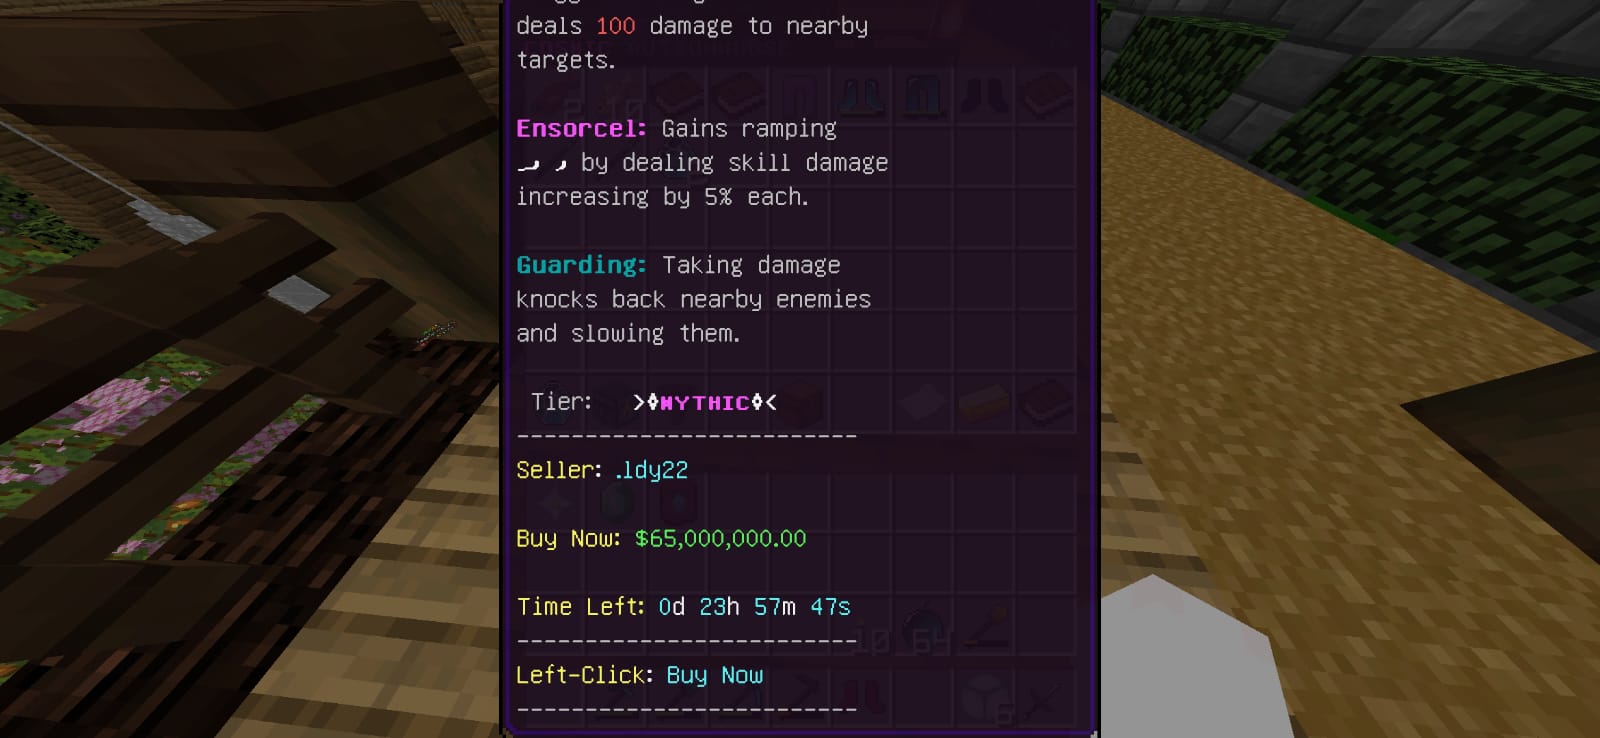 deals 100 damage to nearby
targets.
Ensorcel: Gains ramping
by dealing skill damage
increasing by 5% each.
Guarding: Taking damage
knocks back nearby enemies
and slowing them.
Tier: >◊MYTHIC◊<
------------------------
Seller: .ldy22
Buy Now: $65,000,000.00
Time Left: 0d 23h 57m 47s
------------------------
Left-Click: Buy Now
------------------------